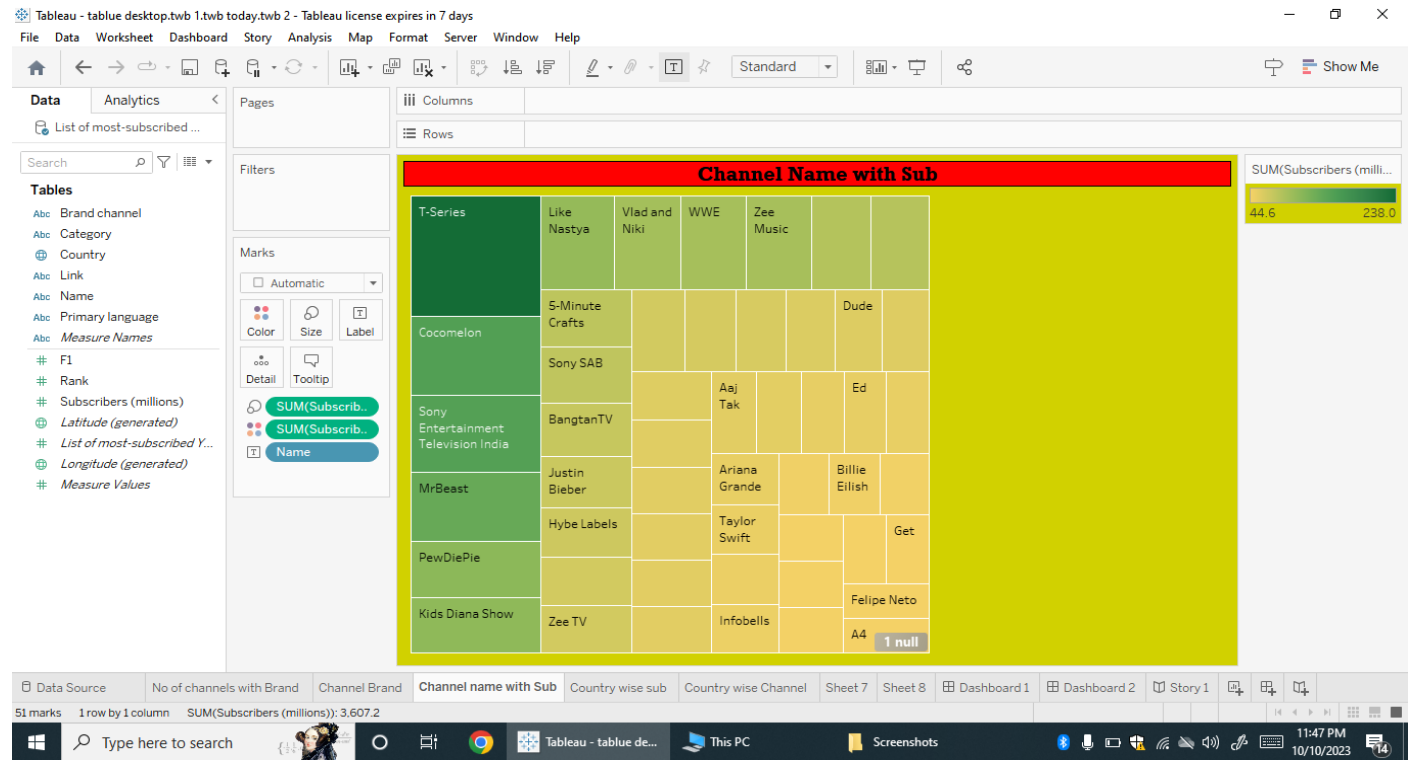 Tableau - tablue desktop.twb 1.twb today.twb 2 - Tableau license expires in 7 days
File Data Worksheet Dashboard Story Analysis Map Format Server Window Help
T Standard Show Me
Data Analytics
List of most-subscribed ...
Search
Tables
Abc Brand channel
Abc Category
Country
Abc Link
Abc Name
Abc Primary language
Abc Measure Names
# F1
# Rank
# Subscribers (millions)
Latitude (generated)
# List of most-subscribed Y...
Longitude (generated)
# Measure Values
Pages
Filters
Marks
Automatic
Color Size Label
Detail Tooltip
SUM(Subscrib..
SUM(Subscrib..
T Name
iii Columns
Rows
Channel Name with Sub
T-Series
Cocomelon
Sony
Entertainment
Television India
MrBeast
PewDiePie
Kids Diana Show
Like
Nastya
Vlad and
Niki
WWE
Zee
Music
5-Minute
Crafts
Sony SAB
BangtanTV
Justin
Bieber
Hybe Labels
Zee TV
Dude
Aaj
Tak
Ed
Ariana
Grande
Billie
Eilish
Taylor
Swift
Get
Felipe Neto
Infobells
A4
1 null
SUM(Subscribers (milli...
44.6 238.0
Data Source No of channels with Brand Channel Brand Channel name with Sub Country wise sub Country wise Channel Sheet 7 Sheet 8 Dashboard 1 Dashboard 2 Story 1
51 marks 1 row by 1 column SUM(Subscribers (millions)): 3,607.2
Type here to search Tableau - tablue de... This PC Screenshots
11:47 PM
10/10/2023
14